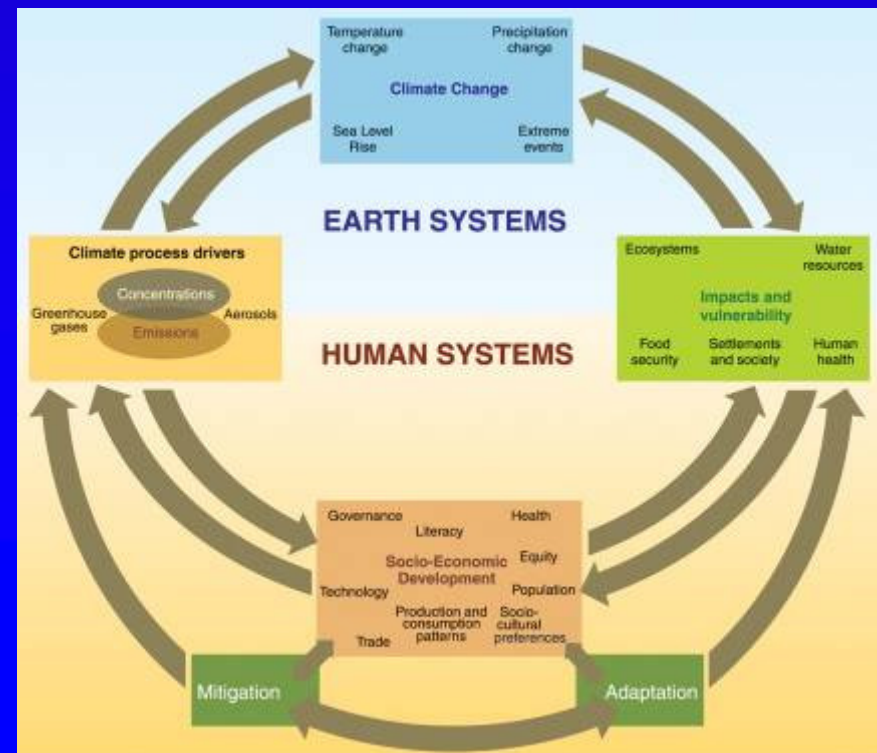 Temperature
change
Precipitation
change
Climate Change
Sea Level
Rise
Extreme
events
EARTH SYSTEMS
Climate process drivers
Concentrations
Greenhouse
gases
Aerosols
Emissions
Ecosystems
Water
resources
Impacts and
vulnerability
Food
security
Settlements
and society
Human
health
HUMAN SYSTEMS
Governance
Literacy
Health
Socio-Economic
Development
Equity
Technology
Population
Production and
consumption
patterns
Socio-
cultural
preferences
Trade
Mitigation
Adaptation